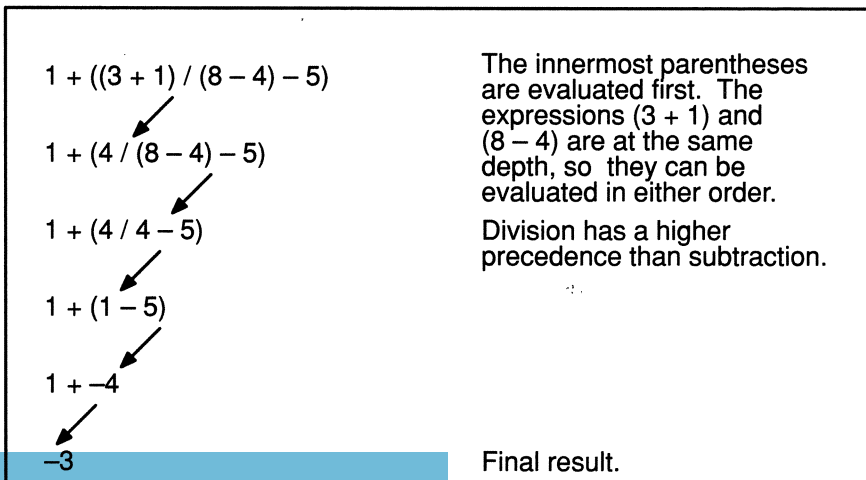 1 + ((3 + 1) / (8 – 4) – 5)
The innermost parentheses
are evaluated first. The
expressions (3 + 1) and
(8 – 4) are at the same
depth, so they can be
evaluated in either order.
1 + (4 / (8 – 4) – 5)
1 + (4 / 4 – 5)
Division has a higher
precedence than subtraction.
1 + (1 – 5)
1 + –4
–3
Final result.